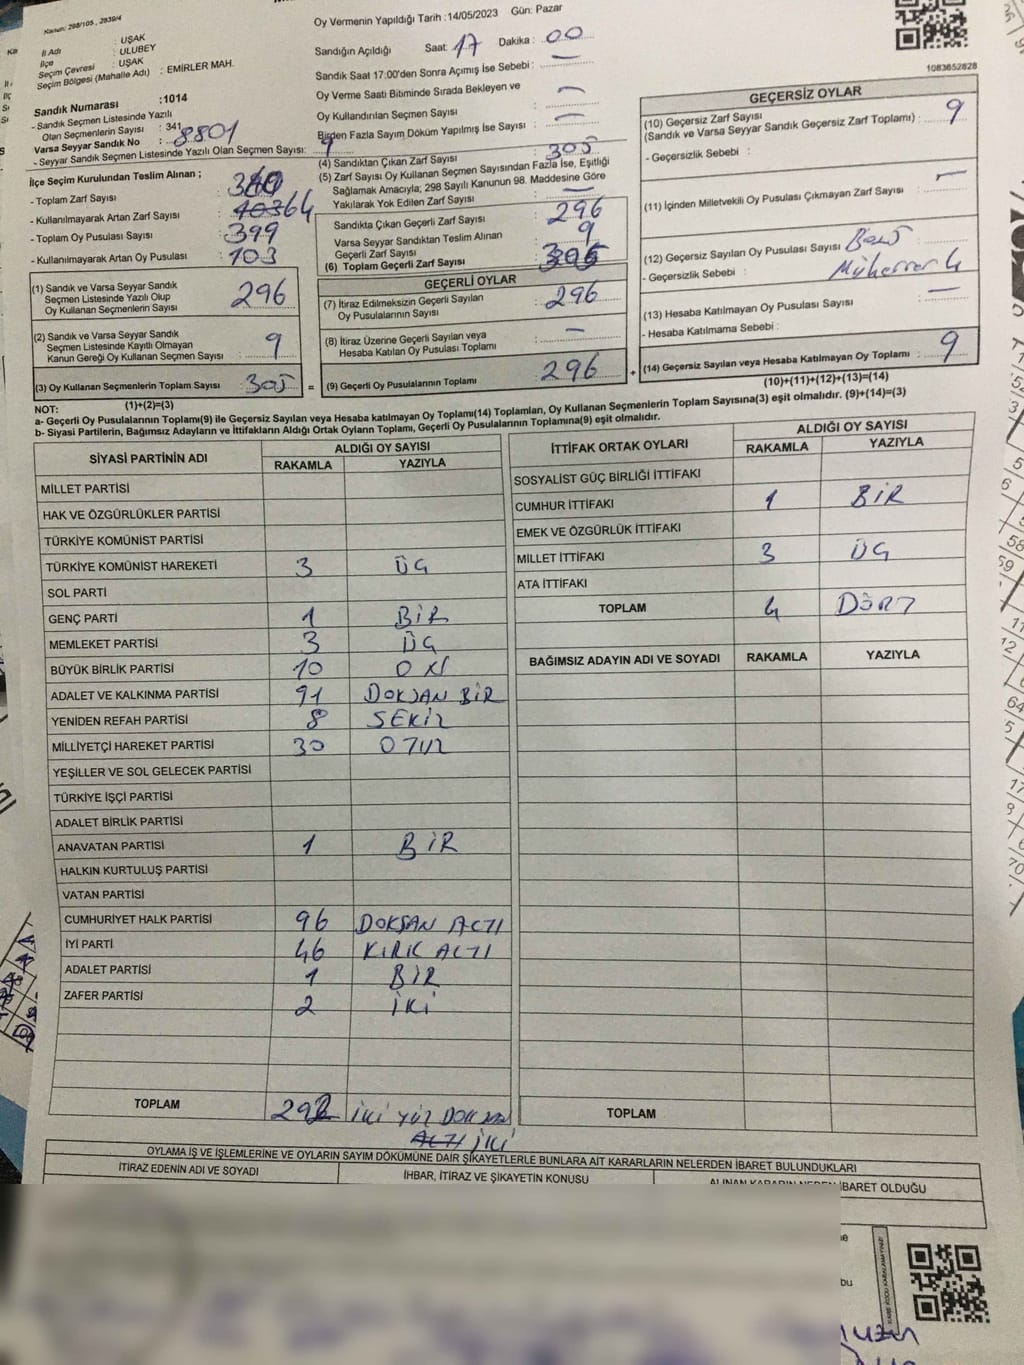 Kanun: 298/105 , 2839/4
İl Adı : UŞAK
İlçe : ULUBEY
Seçim Çevresi : UŞAK
Seçim Bölgesi (Mahalle Adı) : EMİRLER MAH.
Sandık Numarası : 1014
- Sandık Seçmen Listesinde Yazılı
Olan Seçmenlerin Sayısı : 341
Varsa Seyyar Sandık No : 8801
- Seyyar Sandık Seçmen Listesinde Yazılı Olan Seçmen Sayısı: 9
İlçe Seçim Kurulundan Teslim Alınan ;
- Toplam Zarf Sayısı :
- Kullanılmayarak Artan Zarf Sayısı : 64
- Toplam Oy Pusulası Sayısı : 399
- Kullanılmayarak Artan Oy Pusulası : 103
(1) Sandık ve Varsa Seyyar Sandık
Seçmen Listesinde Yazılı Olup
Oy Kullanan Seçmenlerin Sayısı : 296
(2) Sandık ve Varsa Seyyar Sandık
Seçmen Listesinde Kayıtlı Olmayan
Kanun Gereği Oy Kullanan Seçmen Sayısı : 9
(3) Oy Kullanan Seçmenlerin Toplam Sayısı : 305 =
(1)+(2)=(3)
Oy Vermenin Yapıldığı Tarih : 14/05/2023 Gün: Pazar
Sandığın Açıldığı Saat: 17 Dakika : 00
Sandık Saat 17:00'den Sonra Açımış İse Sebebi : —
Oy Verme Saati Bitiminde Sırada Bekleyen ve
Oy Kullandırılan Seçmen Sayısı : —
Birden Fazla Sayım Döküm Yapılmış İse Sayısı : —
(4) Sandıktan Çıkan Zarf Sayısı : 305
(5) Zarf Sayısı Oy Kullanan Seçmen Sayısından Fazla İse, Eşitliği
Sağlamak Amacıyla; 298 Sayılı Kanunun 98. Maddesine Göre
Yakılarak Yok Edilen Zarf Sayısı : —
Sandıkta Çıkan Geçerli Zarf Sayısı : 296
Varsa Seyyar Sandıktan Teslim Alınan
Geçerli Zarf Sayısı : 9
(6) Toplam Geçerli Zarf Sayısı :
GEÇERLİ OYLAR
(7) İtiraz Edilmeksizin Geçerli Sayılan
Oy Pusulalarının Sayısı : 296
(8) İtiraz Üzerine Geçerli Sayılan veya
Hesaba Katılan Oy Pusulası Toplamı : —
(9) Geçerli Oy Pusulalarının Toplamı : 296 +
1083652828
GEÇERSİZ OYLAR
(10) Geçersiz Zarf Sayısı
(Sandık ve Varsa Seyyar Sandık Geçersiz Zarf Toplamı) : 9
- Geçersizlik Sebebi :
(11) İçinden Milletvekili Oy Pusulası Çıkmayan Zarf Sayısı : —
(12) Geçersiz Sayılan Oy Pusulası Sayısı :
- Geçersizlik Sebebi :
(13) Hesaba Katılmayan Oy Pusulası Sayısı : —
- Hesaba Katılmama Sebebi :
(14) Geçersiz Sayılan veya Hesaba Katılmayan Oy Toplamı : 9
(10)+(11)+(12)+(13)=(14)
NOT:
a- Geçerli Oy Pusulalarının Toplamı(9) ile Geçersiz Sayılan veya Hesaba katılmayan Oy Toplamı(14) Toplamları, Oy Kullanan Seçmenlerin Toplam Sayısına(3) eşit olmalıdır. (9)+(14)=(3)
b- Siyasi Partilerin, Bağımsız Adayların ve İttifakların Aldığı Ortak Oyların Toplamı, Geçerli Oy Pusulalarının Toplamına(9) eşit olmalıdır.
SİYASİ PARTİNİN ADI ALDIĞI OY SAYISI
RAKAMLA YAZIYLA
MİLLET PARTİSİ
HAK VE ÖZGÜRLÜKLER PARTİSİ
TÜRKİYE KOMÜNİST PARTİSİ
TÜRKİYE KOMÜNİST HAREKETİ 3 ÜÇ
SOL PARTİ
GENÇ PARTİ 1 BİR
MEMLEKET PARTİSİ 3 ÜÇ
BÜYÜK BİRLİK PARTİSİ 10 ON
ADALET VE KALKINMA PARTİSİ 91 DOKSAN BİR
YENİDEN REFAH PARTİSİ 8 SEKİZ
MİLLİYETÇİ HAREKET PARTİSİ 30 OTUZ
YEŞİLLER VE SOL GELECEK PARTİSİ
TÜRKİYE İŞÇİ PARTİSİ
ADALET BİRLİK PARTİSİ
ANAVATAN PARTİSİ 1 BİR
HALKIN KURTULUŞ PARTİSİ
VATAN PARTİSİ
CUMHURİYET HALK PARTİSİ 96 DOKSAN ALTI
İYİ PARTİ 46 KIRK ALTI
ADALET PARTİSİ 1 BİR
ZAFER PARTİSİ 2 İKİ
TOPLAM 292 İKİ YÜZ DOKSAN
ALTI İKİ
İTTİFAK ORTAK OYLARI ALDIĞI OY SAYISI
RAKAMLA YAZIYLA
SOSYALİST GÜÇ BİRLİĞİ İTTİFAKI
CUMHUR İTTİFAKI 1 BİR
EMEK VE ÖZGÜRLÜK İTTİFAKI
MİLLET İTTİFAKI 3 ÜÇ
ATA İTTİFAKI
TOPLAM 4 DÖRT
BAĞIMSIZ ADAYIN ADI VE SOYADI RAKAMLA YAZIYLA
TOPLAM
OYLAMA İŞ VE İŞLEMLERİNE VE OYLARIN SAYIM DÖKÜMÜNE DAİR ŞİKAYETLERLE BUNLARA AİT KARARLARIN NELERDEN İBARET BULUNDUKLARI
İTİRAZ EDENİN ADI VE SOYADI İHBAR, İTİRAZ VE ŞİKAYETİN KONUSU ALINAN KARARIN NEDEN İBARET OLDUĞU